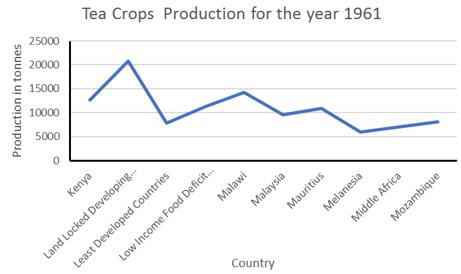 Tea Crops Production for the year 1961
Production in tonnes
25000
20000
15000
10000
5000
0
Kenya
Land Locked Developing...
Least Developed Countries
Low Income Food Deficit...
Malawi
Malaysia
Mauritius
Melanesia
Middle Africa
Mozambique
Country